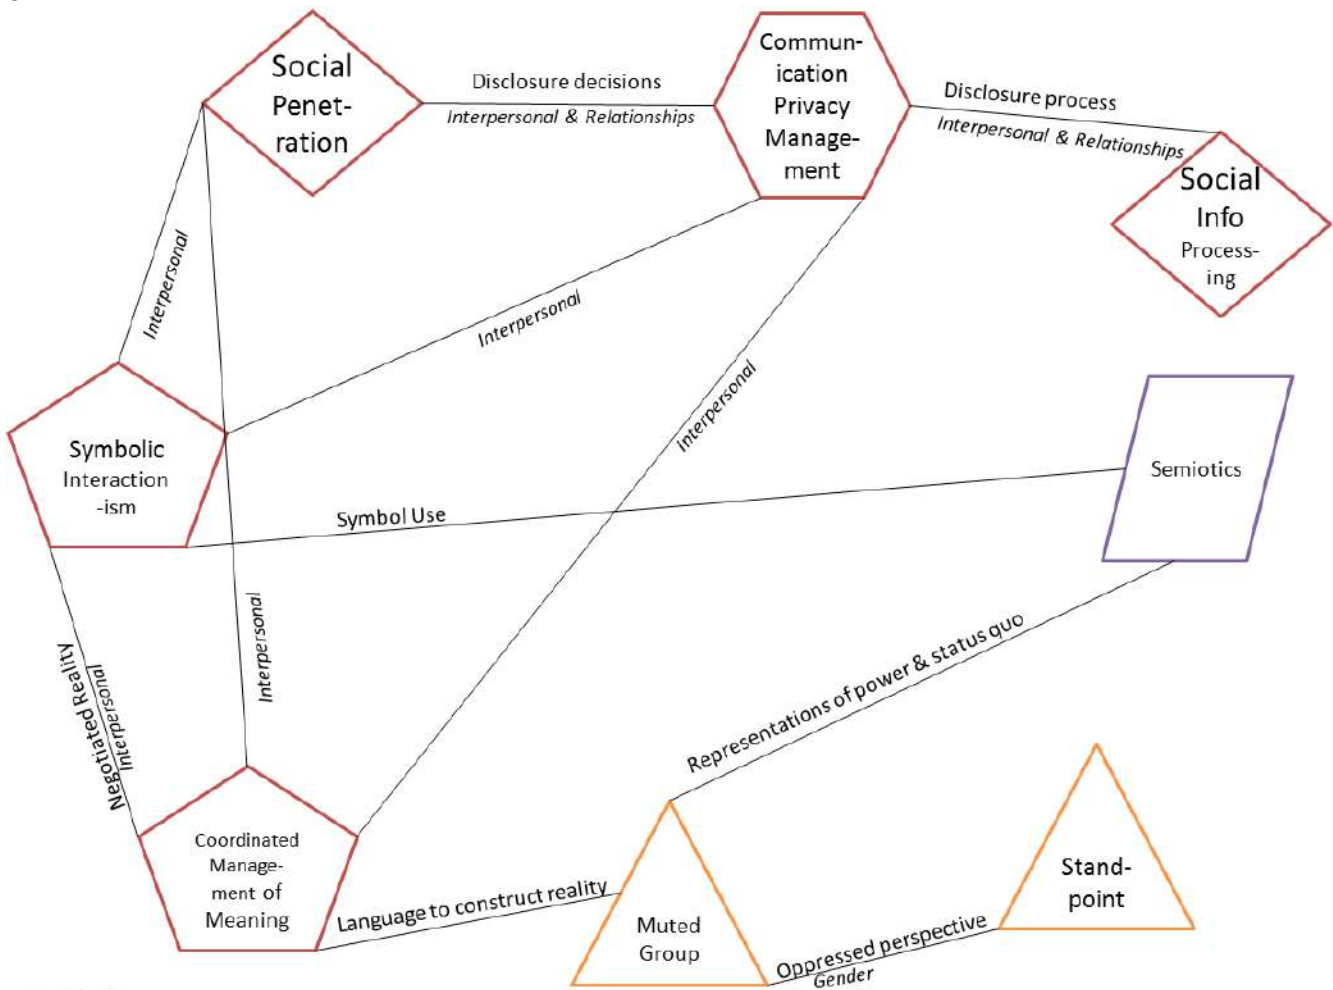 Social
Penet-
ration
Disclosure decisions
Interpersonal & Relationships
Commun-
ication
Privacy
Manage-
ment
Disclosure process
Interpersonal & Relationships
Social
Info
Process-
ing
Interpersonal
Interpersonal
Interpersonal
Symbolic
Interaction
-ism
Symbol Use
Semiotics
Interpersonal
Negotiated Reality
Interpersonal
Representations of power & status quo
Coordinated
Manage-
ment of
Meaning
Language to construct reality
Muted
Group
Oppressed perspective
Gender
Stand-
point